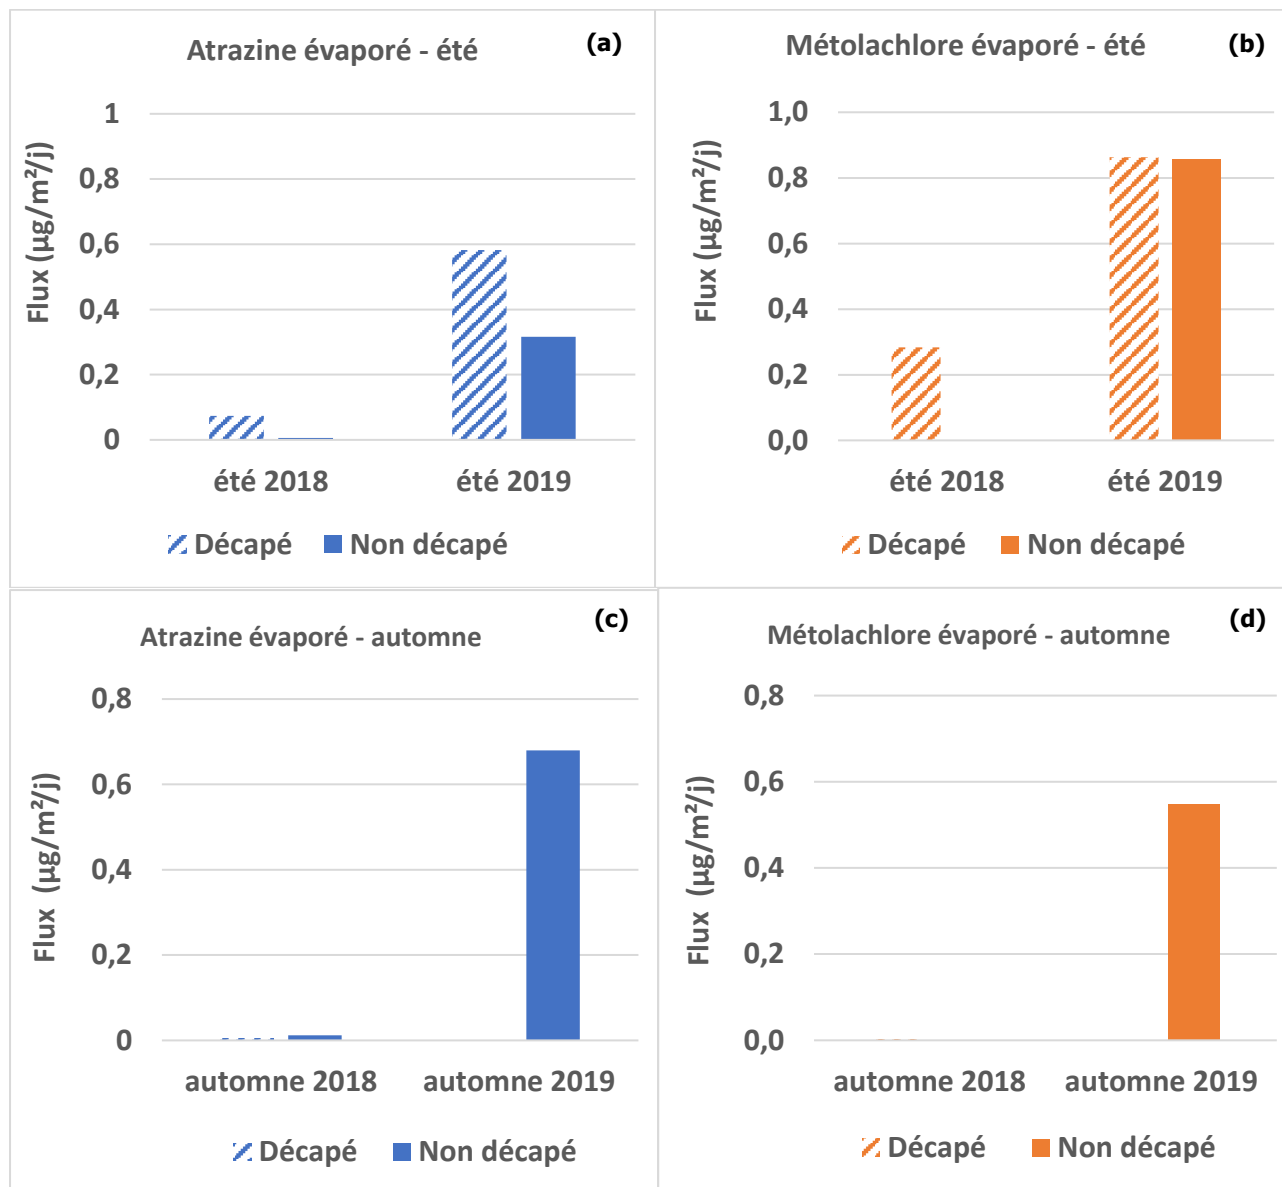 Atrazine évaporé - été
(a)
Flux (µg/m²/j)
1
0,8
0,6
0,4
0,2
0
été 2018
été 2019
Décapé
Non décapé
Métolachlore évaporé - été
(b)
Flux (µg/m²/j)
1,0
0,8
0,6
0,4
0,2
0,0
été 2018
été 2019
Décapé
Non décapé
Atrazine évaporé - automne
(c)
Flux (µg/m²/j)
0,8
0,6
0,4
0,2
0
automne 2018
automne 2019
Décapé
Non décapé
Métolachlore évaporé - automne
(d)
Flux (µg/m²/j)
0,8
0,6
0,4
0,2
0,0
automne 2018
automne 2019
Décapé
Non décapé